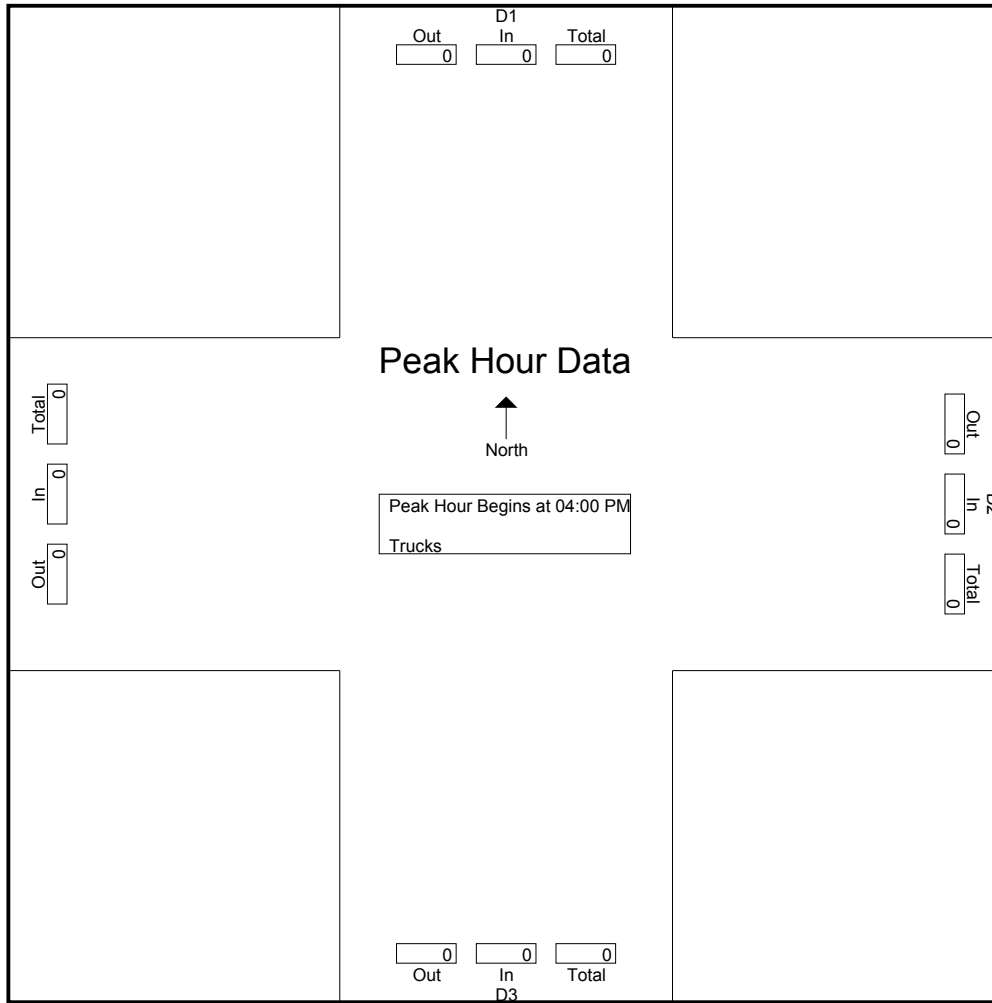 D1
Out In Total
0 0 0
Peak Hour Data
North
Peak Hour Begins at 04:00 PM
Trucks
Total 0
In 0
Out 0
Out 0
In 0
Total 0
D2
0 0 0
Out In Total
D3